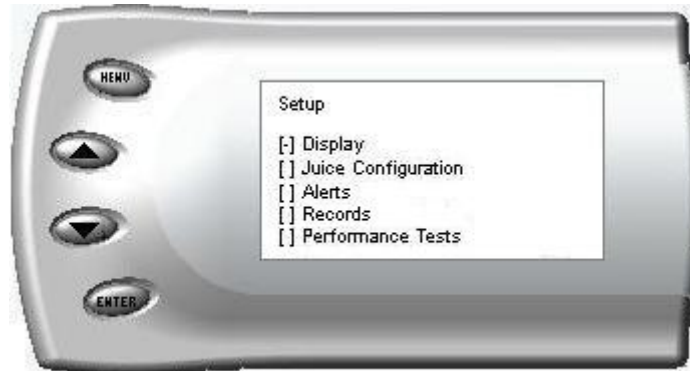 MENU
Setup
[-] Display
[ ] Juice Configuration
[ ] Alerts
[ ] Records
[ ] Performance Tests
ENTER